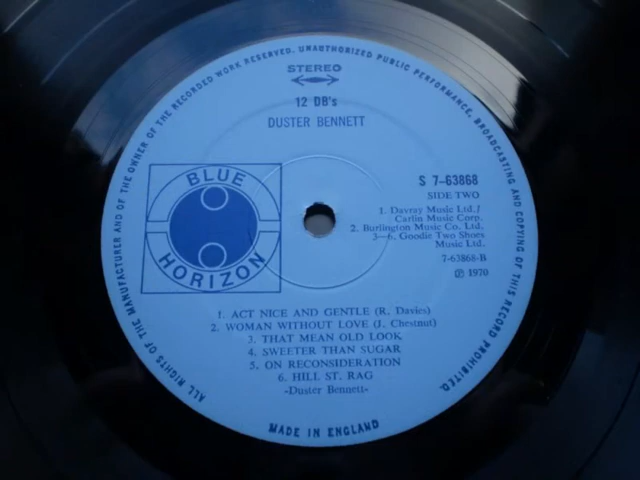 ALL RIGHTS OF THE MANUFACTURER AND OF THE OWNER OF THE RECORDED WORK RESERVED. UNAUTHORIZED PUBLIC PERFORMANCE, BROADCASTING AND COPYING OF THIS RECORD PROHIBITED.
STEREO
12 DB's
DUSTER BENNETT
BLUE
HORIZON
S 7-63868
SIDE TWO
1. Davray Music Ltd./
Carlin Music Corp.
2. Burlington Music Co. Ltd.
3—6. Goodie Two Shoes
Music Ltd.
7-63868-B
℗ 1970
1. ACT NICE AND GENTLE (R. Davies)
2. WOMAN WITHOUT LOVE (J. Chestnut)
3. THAT MEAN OLD LOOK
4. SWEETER THAN SUGAR
5. ON RECONSIDERATION
6. HILL ST. RAG
-Duster Bennett-
MADE IN ENGLAND